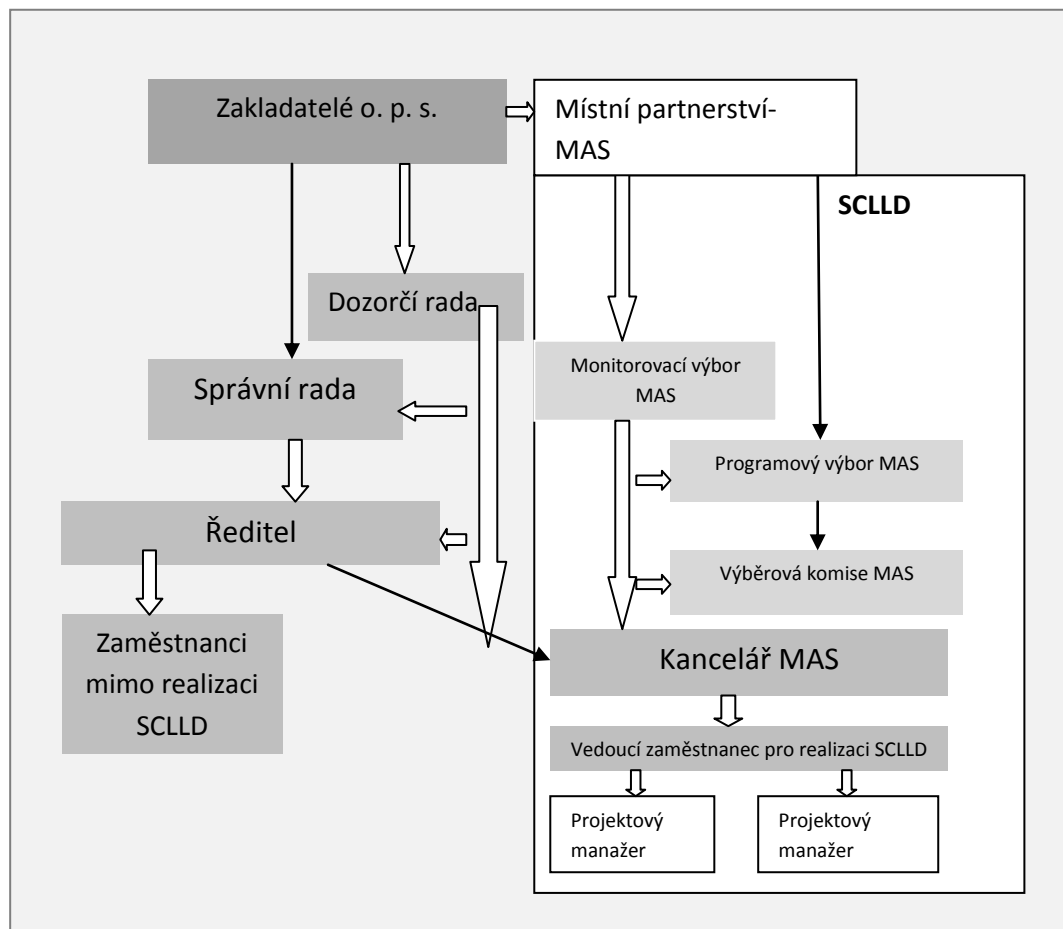 Zakladatelé o. p. s.
Místní partnerství-
MAS
SCLLD
Dozorčí rada
Monitorovací výbor
MAS
Správní rada
Programový výbor MAS
Ředitel
Výběrová komise MAS
Zaměstnanci
mimo realizaci
SCLLD
Kancelář MAS
Vedoucí zaměstnanec pro realizaci SCLLD
Projektový
manažer
Projektový
manažer